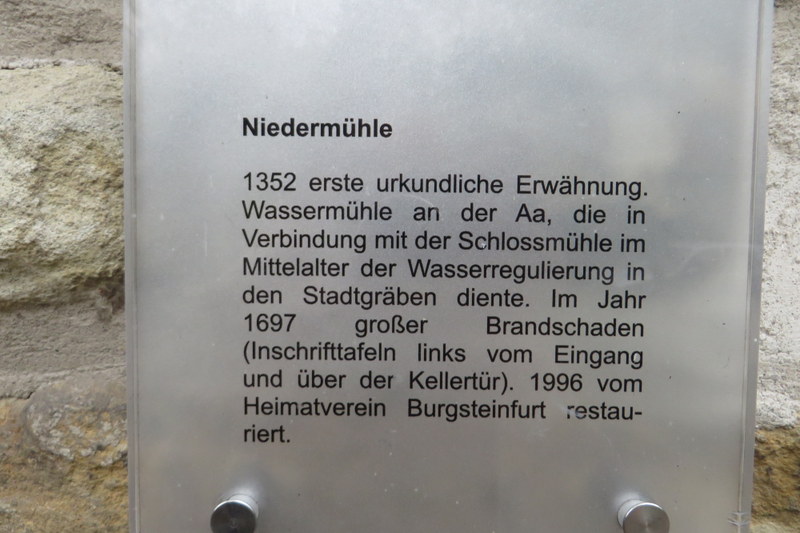 Niedermühle
1352 erste urkundliche Erwähnung.
Wassermühle an der Aa, die in
Verbindung mit der Schlossmühle im
Mittelalter der Wasserregulierung in
den Stadtgräben diente. Im Jahr
1697 großer Brandschaden
(Inschrifttafeln links vom Eingang
und über der Kellertür). 1996 vom
Heimatverein Burgsteinfurt restau-
riert.